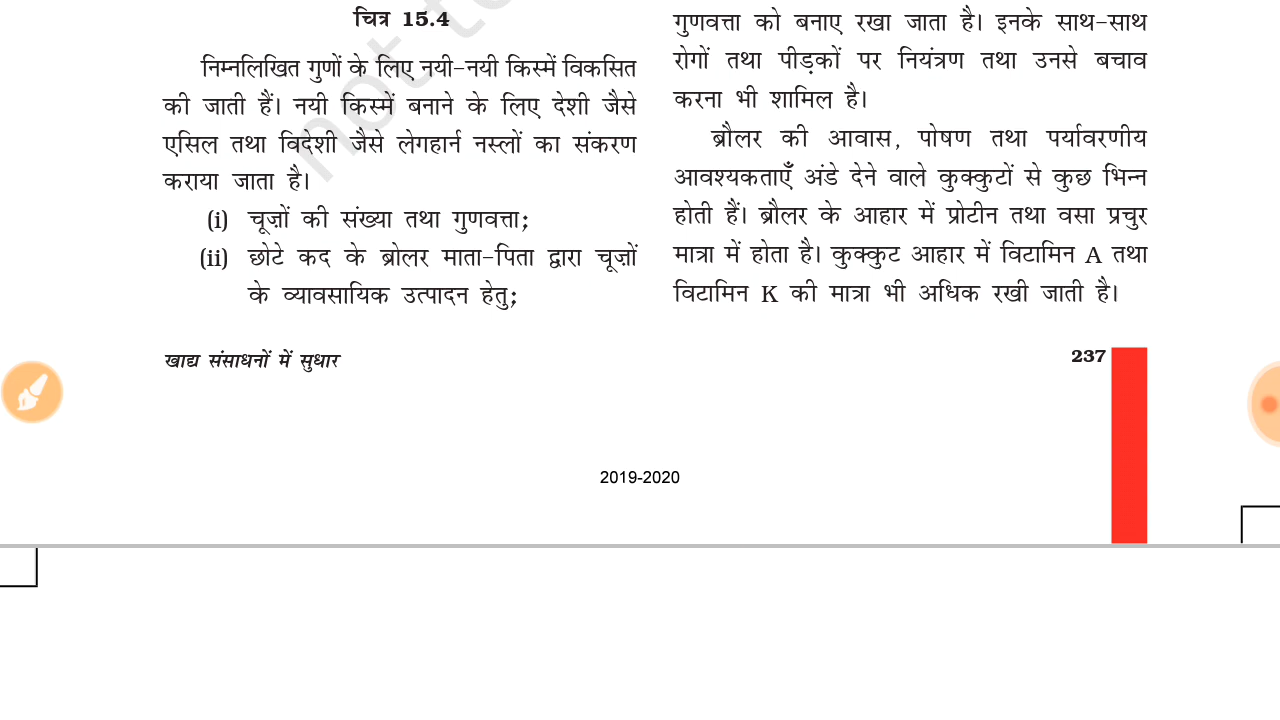 चित्र 15.4
निम्नलिखित गुणों के लिए नयी-नयी किस्में विकसित
की जाती हैं। नयी किस्में बनाने के लिए देशी जैसे
एसिल तथा विदेशी जैसे लेगहार्न नस्लों का संकरण
कराया जाता है।
(i) चूज़ों की संख्या तथा गुणवत्ता;
(ii) छोटे कद के ब्रोलर माता-पिता द्वारा चूज़ों
के व्यावसायिक उत्पादन हेतु;
गुणवत्ता को बनाए रखा जाता है। इनके साथ-साथ
रोगों तथा पीड़कों पर नियंत्रण तथा उनसे बचाव
करना भी शामिल है।
ब्रौलर की आवास, पोषण तथा पर्यावरणीय
आवश्यकताएँ अंडे देने वाले कुक्कुटों से कुछ भिन्न
होती हैं। ब्रौलर के आहार में प्रोटीन तथा वसा प्रचुर
मात्रा में होता है। कुक्कुट आहार में विटामिन A तथा
विटामिन K की मात्रा भी अधिक रखी जाती है।
खाद्य संसाधनों में सुधार
237
2019-2020
not to